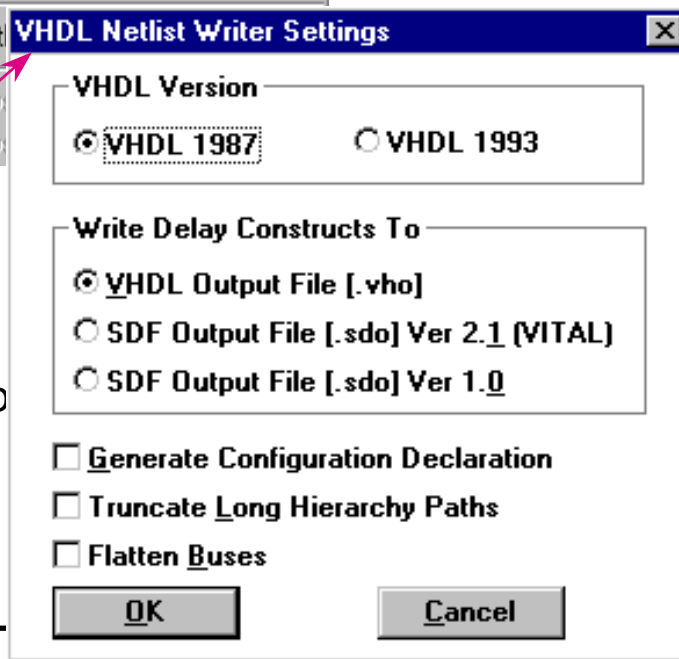 VHDL Netlist Writer Settings
VHDL Version
VHDL 1987
VHDL 1993
Write Delay Constructs To
VHDL Output File [.vho]
SDF Output File [.sdo] Ver 2.1 (VITAL)
SDF Output File [.sdo] Ver 1.0
Generate Configuration Declaration
Truncate Long Hierarchy Paths
Flatten Buses
OK
Cancel